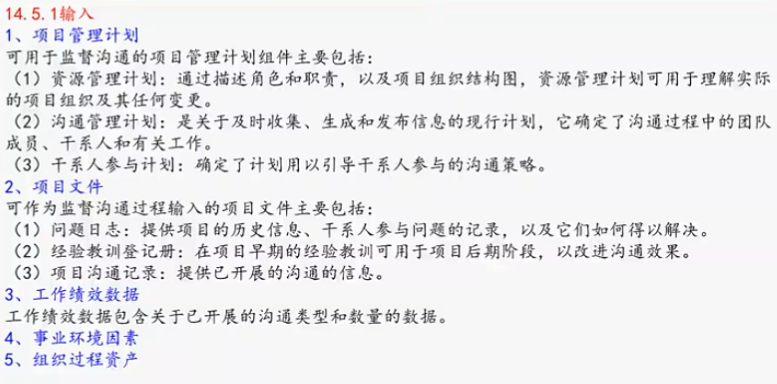 14.5.1输入
1、项目管理计划
可用于监督沟通的项目管理计划组件主要包括:
(1)资源管理计划:通过描述角色和职责,以及项目组织结构图,资源管理计划可用于理解实际
的项目组织及其任何变更。
(2)沟通管理计划:是关于及时收集、生成和发布信息的现行计划,它确定了沟通过程中的团队
成员、干系人和有关工作。
(3)干系人参与计划:确定了计划用以引导干系人参与的沟通策略。
2、项目文件
可作为监督沟通过程输入的项目文件主要包括:
(1)问题日志:提供项目的历史信息、干系人参与问题的记录,以及它们如何得以解决。
(2)经验教训登记册:在项目早期的经验教训可用于项目后期阶段,以改进沟通效果。
(3)项目沟通记录:提供已开展的沟通的信息。
3、工作绩效数据
工作绩效数据包含关于已开展的沟通类型和数量的数据。
4、事业环境因素
5、组织过程资产